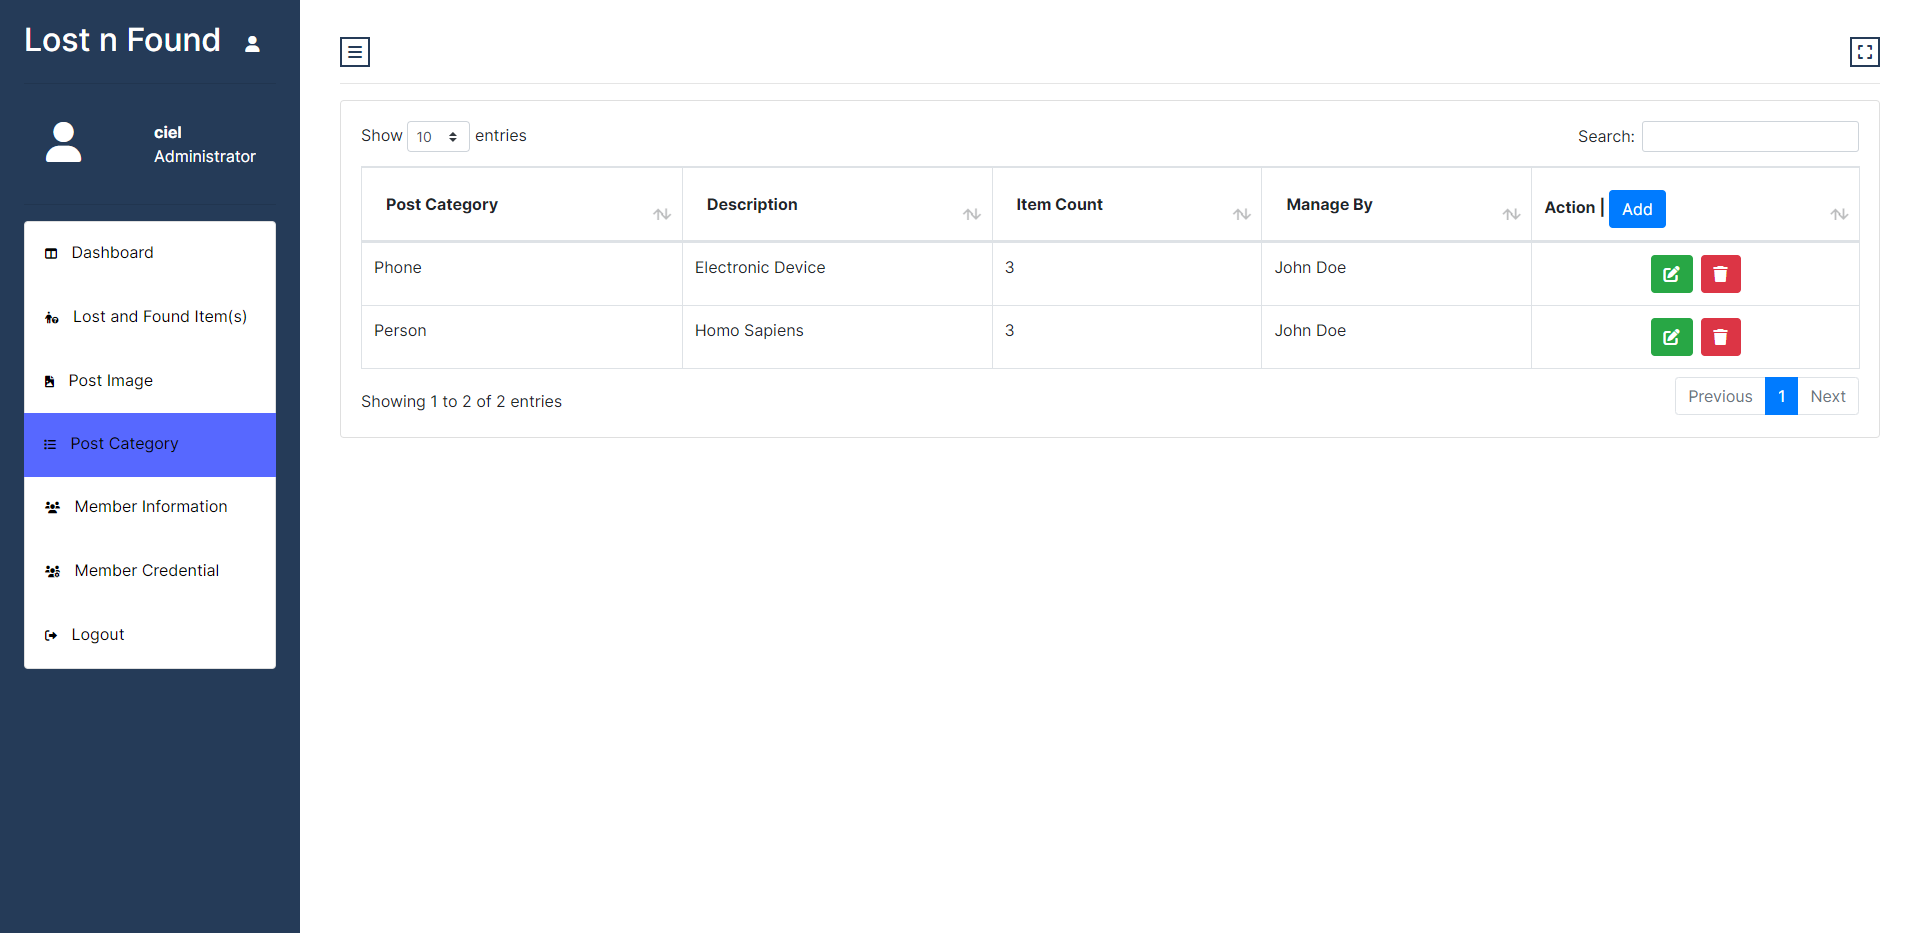 Lost n Found
ciel
Administrator
Dashboard
Lost and Found Item(s)
Post Image
Post Category
Member Information
Member Credential
Logout
Show 10 entries
Search:
Post Category Description Item Count Manage By Action | Add
Phone Electronic Device 3 John Doe
Person Homo Sapiens 3 John Doe
Showing 1 to 2 of 2 entries
Previous 1 Next